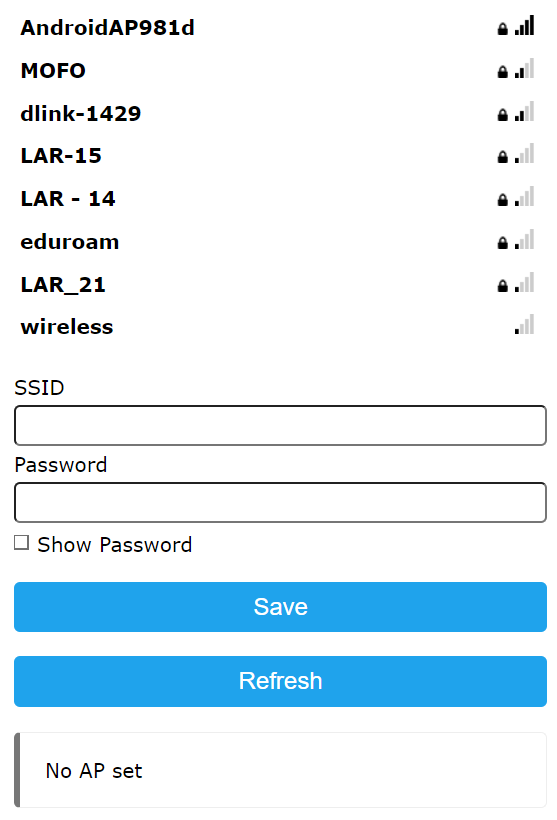 AndroidAP981d
MOFO
dlink-1429
LAR-15
LAR - 14
eduroam
LAR_21
wireless
SSID
Password
Show Password
Save
Refresh
No AP set